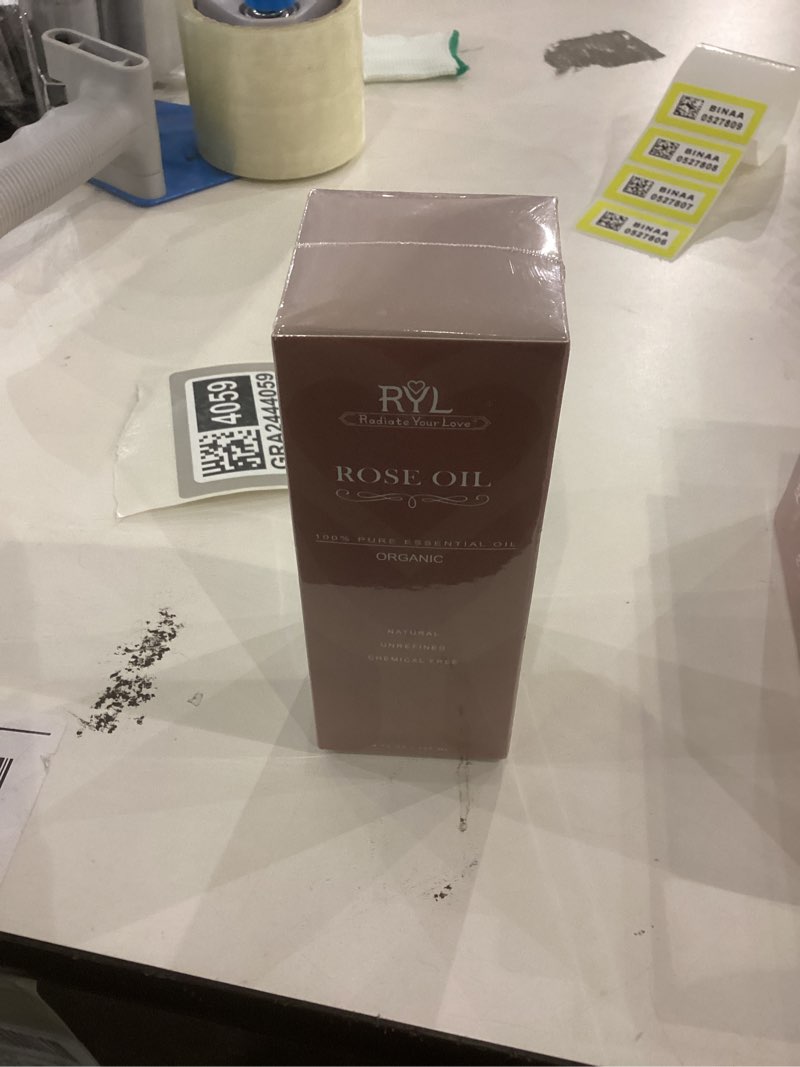 BINAA
0527809
BINAA
0527808
BINAA
0527807
BINAA
0527806
4059
GRA2444059
RYL
Radiate Your Love
ROSE OIL
100% PURE ESSENTIAL OIL
ORGANIC
NATURAL
UNREFINED
CHEMICAL FREE